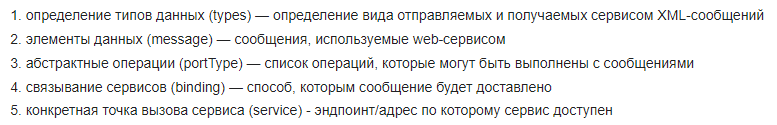 1. определение типов данных (types) — определение вида отправляемых и получаемых сервисом XML-сообщений
2. элементы данных (message) — сообщения, используемые web-сервисом
3. абстрактные операции (portType) — список операций, которые могут быть выполнены с сообщениями
4. связывание сервисов (binding) — способ, которым сообщение будет доставлено
5. конкретная точка вызова сервиса (service) - эндпоинт/адрес по которому сервис доступен